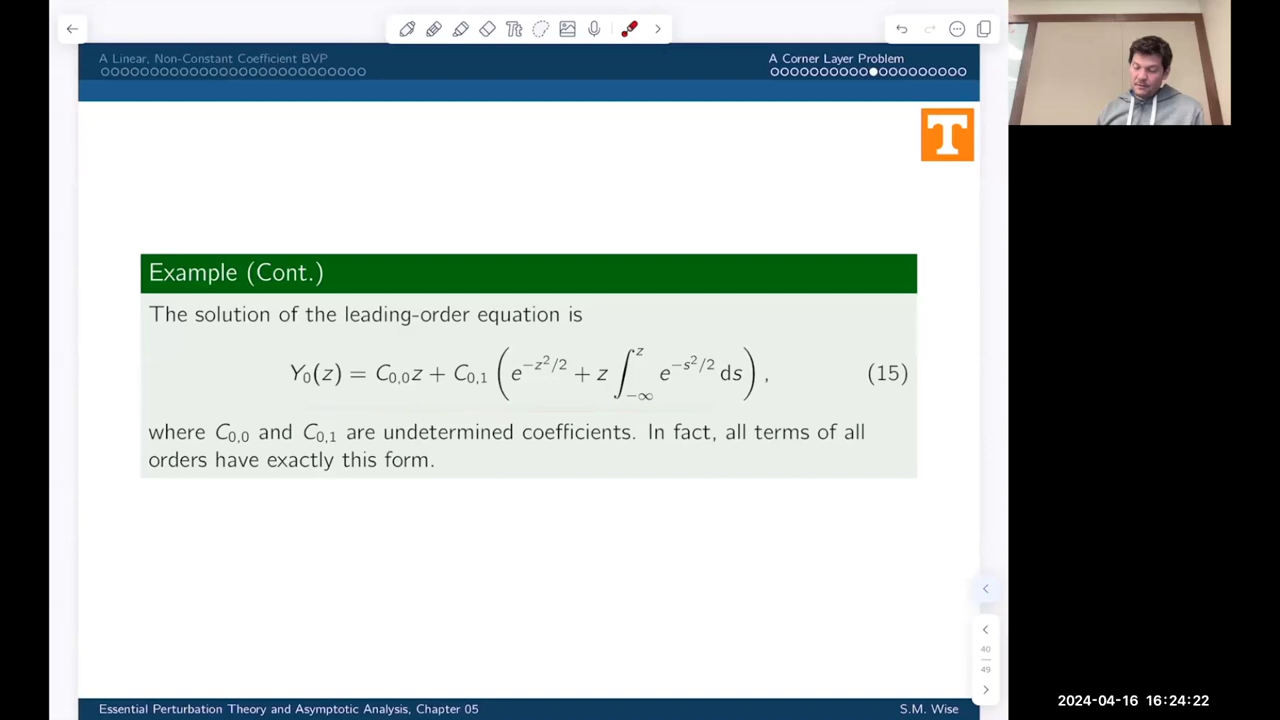 A Linear, Non-Constant Coefficient BVP
A Corner Layer Problem
T
Example (Cont.)
The solution of the leading-order equation is
Y₀(z) = C₀,₀z + C₀,₁ ( e^{−z²/2} + z ∫_{−∞}^{z} e^{−s²/2} ds ) , (15)
where C₀,₀ and C₀,₁ are undetermined coefficients. In fact, all terms of all
orders have exactly this form.
40
49
Essential Perturbation Theory and Asymptotic Analysis, Chapter 05
S.M. Wise
2024-04-16 16:24:22